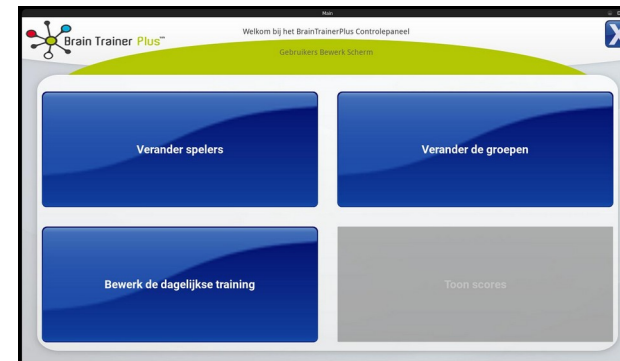 Main
Brain Trainer Plus™
Welkom bij het BrainTrainerPlus Controlepaneel
Gebruikers Bewerk Scherm
Verander spelers
Verander de groepen
Bewerk de dagelijkse training
Toon scores